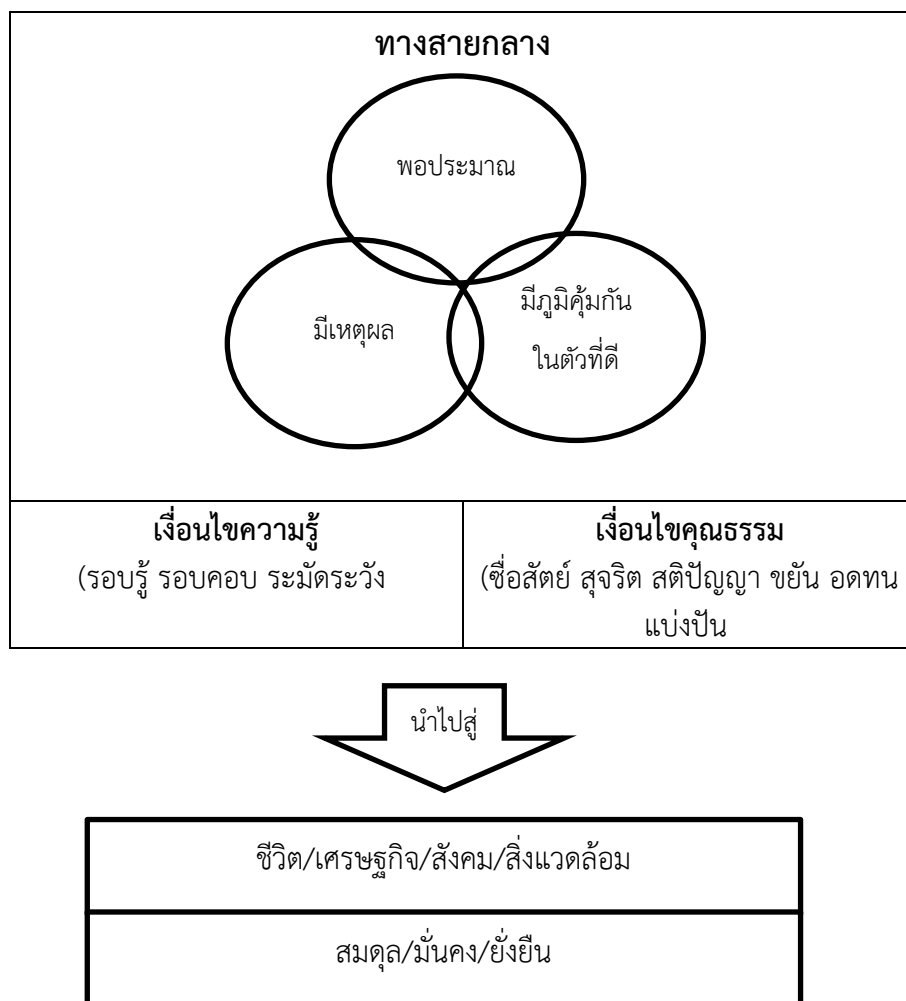 ทางสายกลาง
พอประมาณ
มีเหตุผล
มีภูมิคุ้มกัน
ในตัวที่ดี
เงื่อนไขความรู้
(รอบรู้ รอบคอบ ระมัดระวัง
เงื่อนไขคุณธรรม
(ซื่อสัตย์ สุจริต สติปัญญา ขยัน อดทน
แบ่งปัน
นำไปสู่
ชีวิต/เศรษฐกิจ/สังคม/สิ่งแวดล้อม
สมดุล/มั่นคง/ยั่งยืน